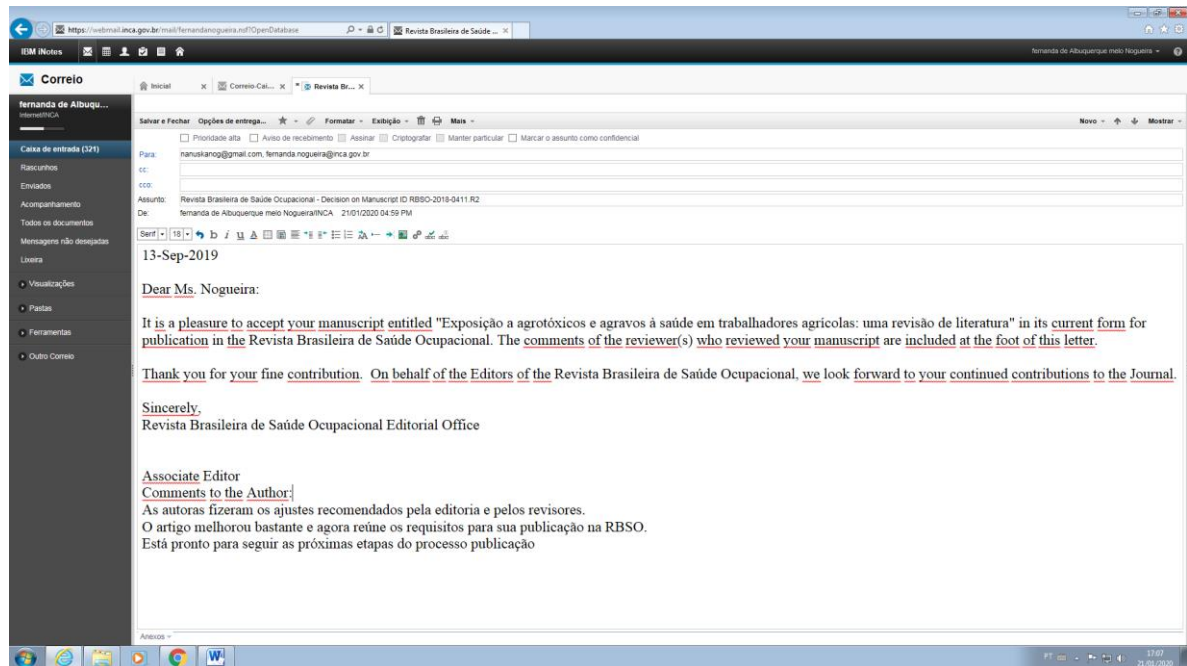 https://webmail.inca.gov.br/mail/fernandanogueira.nsf?OpenDatabase
Revista Brasileira de Saúde ...
IBM iNotes
fernanda de Albuquerque melo Nogueira
Correio
Inicial
Correio-Cai...
Revista Br...
fernanda de Albuqu...
Internet/INCA
Salvar e Fechar Opções de entrega... Formatar Exibição Mais
Novo Mostrar
Prioridade alta Aviso de recebimento Assinar Criptografar Manter particular Marcar o assunto como confidencial
Caixa de entrada (321)
Rascunhos
Enviados
Acompanhamento
Todos os documentos
Mensagens não desejadas
Lixeira
Visualizações
Pastas
Ferramentas
Outro Correio
Para: nanuskanog@gmail.com, fernanda.nogueira@inca.gov.br
cc:
cco:
Assunto: Revista Brasileira de Saúde Ocupacional - Decision on Manuscript ID RBSO-2018-0411.R2
De: fernanda de Albuquerque melo Nogueira/INCA 21/01/2020 04:59 PM
Serif 18 b i u A
13-Sep-2019
Dear Ms. Nogueira:
It is a pleasure to accept your manuscript entitled "Exposição a agrotóxicos e agravos à saúde em trabalhadores agrícolas: uma revisão de literatura" in its current form for
publication in the Revista Brasileira de Saúde Ocupacional. The comments of the reviewer(s) who reviewed your manuscript are included at the foot of this letter.
Thank you for your fine contribution. On behalf of the Editors of the Revista Brasileira de Saúde Ocupacional, we look forward to your continued contributions to the Journal.
Sincerely,
Revista Brasileira de Saúde Ocupacional Editorial Office
Associate Editor
Comments to the Author:
As autoras fizeram os ajustes recomendados pela editoria e pelos revisores.
O artigo melhorou bastante e agora reúne os requisitos para sua publicação na RBSO.
Está pronto para seguir as próximas etapas do processo publicação
Anexos
PT
17:07
21/01/2020